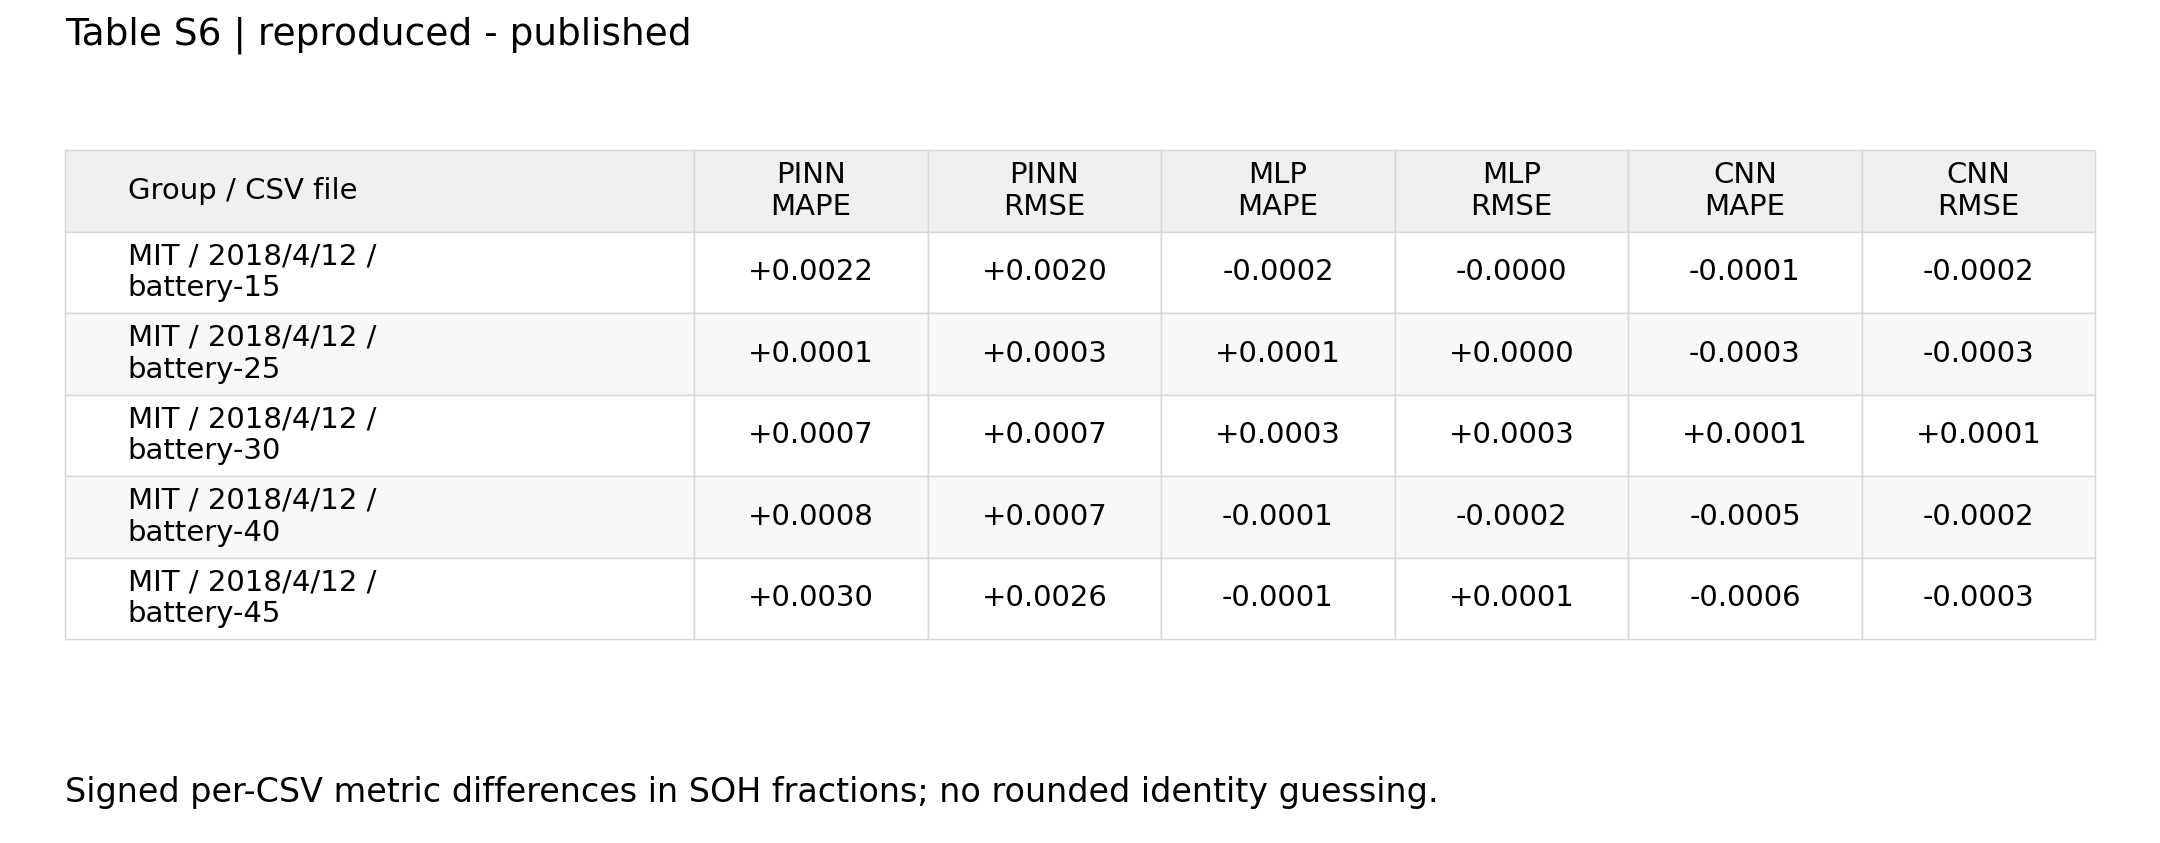 Table S6 | reproduced - published
Group / CSV file
PINN
MAPE
PINN
RMSE
MLP
MAPE
MLP
RMSE
CNN
MAPE
CNN
RMSE
MIT / 2018/4/12 /
battery-15
+0.0022
+0.0020
-0.0002
-0.0000
-0.0001
-0.0002
MIT / 2018/4/12 /
battery-25
+0.0001
+0.0003
+0.0001
+0.0000
-0.0003
-0.0003
MIT / 2018/4/12 /
battery-30
+0.0007
+0.0007
+0.0003
+0.0003
+0.0001
+0.0001
MIT / 2018/4/12 /
battery-40
+0.0008
+0.0007
-0.0001
-0.0002
-0.0005
-0.0002
MIT / 2018/4/12 /
battery-45
+0.0030
+0.0026
-0.0001
+0.0001
-0.0006
-0.0003
Signed per-CSV metric differences in SOH fractions; no rounded identity guessing.